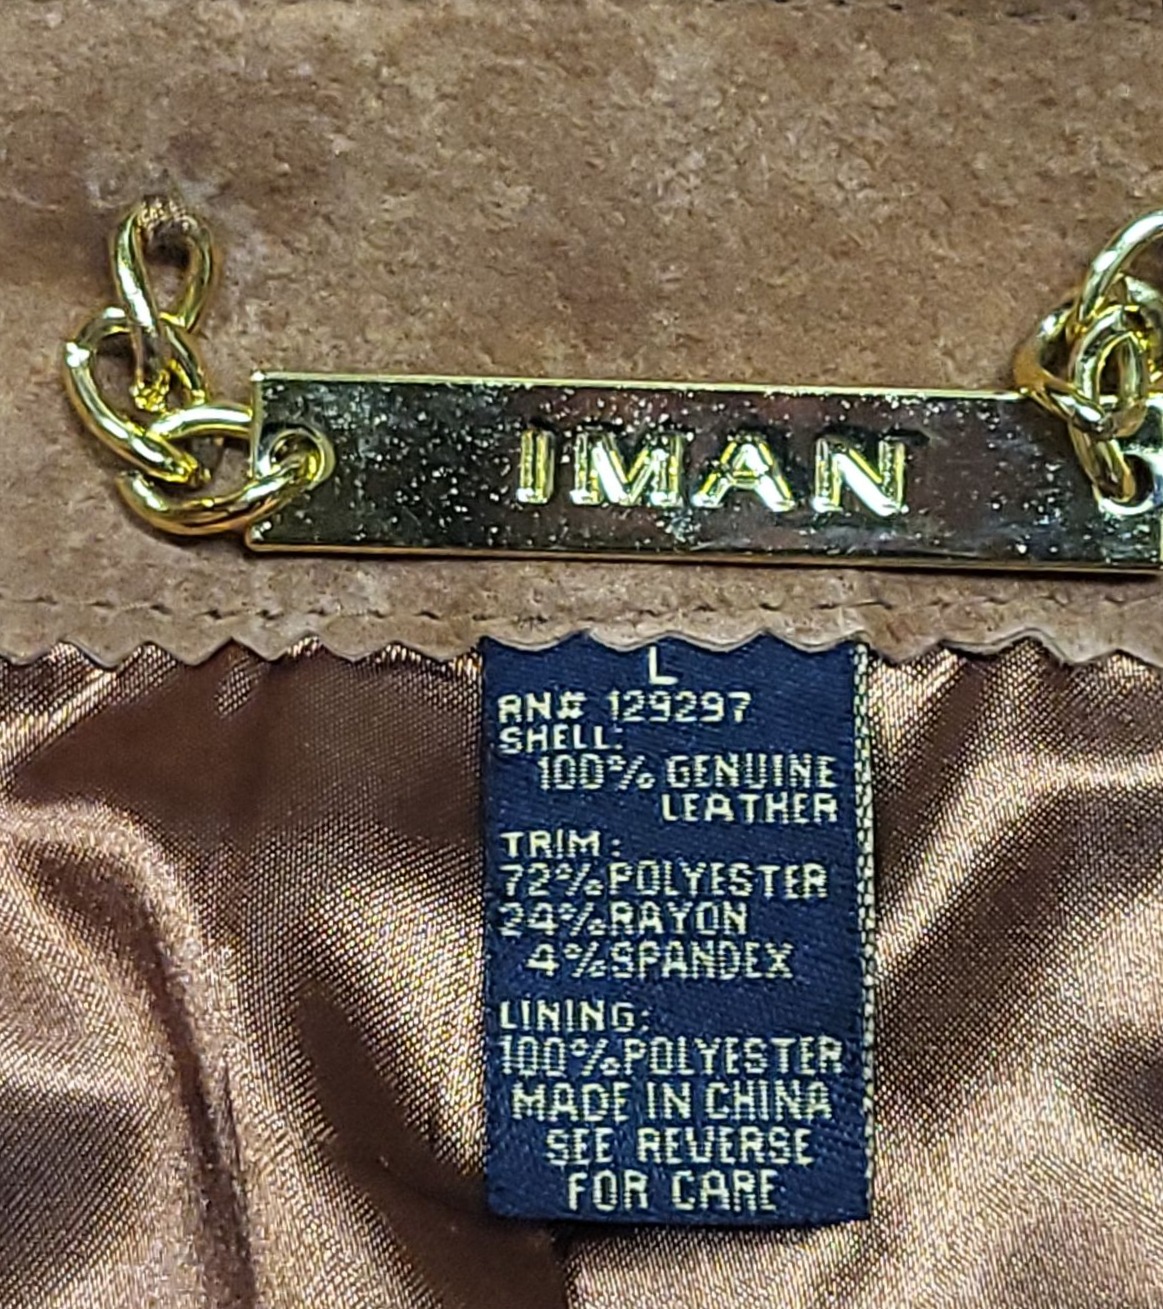 IMAN
L
RN# 129297
SHELL:
100% GENUINE
LEATHER
TRIM:
72% POLYESTER
24% RAYON
4% SPANDEX
LINING:
100% POLYESTER
MADE IN CHINA
SEE REVERSE
FOR CARE